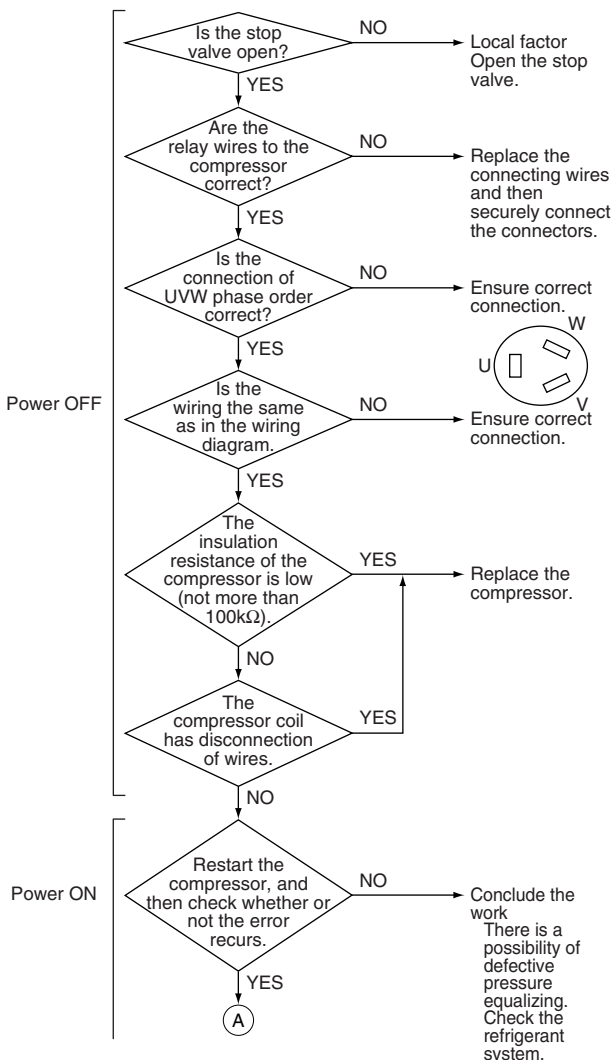 Is the stop
valve open?
NO
Local factor
Open the stop
valve.
YES
Are the
relay wires to the
compressor
correct?
NO
Replace the
connecting wires
and then
securely connect
the connectors.
YES
Is the
connection of
UVW phase order
correct?
NO
Ensure correct
connection.
W
U
V
YES
Power OFF
Is the
wiring the same
as in the wiring
diagram.
NO
Ensure correct
connection.
YES
The
insulation
resistance of the
compressor is low
(not more than
100kΩ).
YES
Replace the
compressor.
NO
The
compressor coil
has disconnection
of wires.
YES
NO
Power ON
Restart the
compressor, and
then check whether or
not the error
recurs.
NO
Conclude the
work
There is a
possibility of
defective
pressure
equalizing.
Check the
refrigerant
system.
YES
A